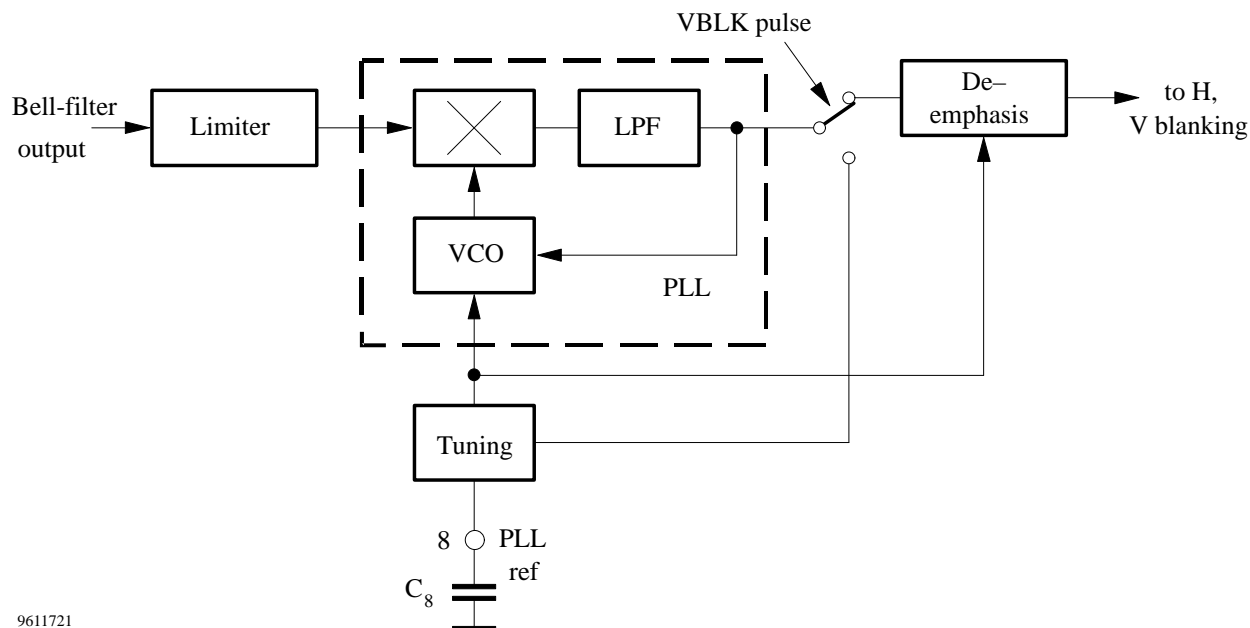 VBLK pulse
Bell-filter
output
Limiter
LPF
De–
emphasis
to H,
V blanking
VCO
PLL
Tuning
8
PLL
ref
C8
9611721